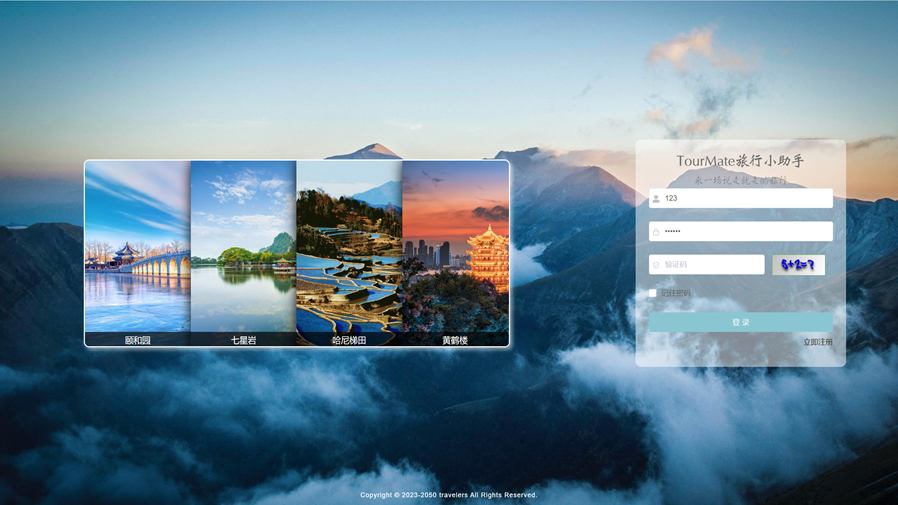 TourMate旅行小助手
来一场说走就走的旅行
123
••••••
验证码
5+2=?
记住密码
登 录
立即注册
颐和园
七星岩
哈尼梯田
黄鹤楼
Copyright © 2023-2050 travelers All Rights Reserved.